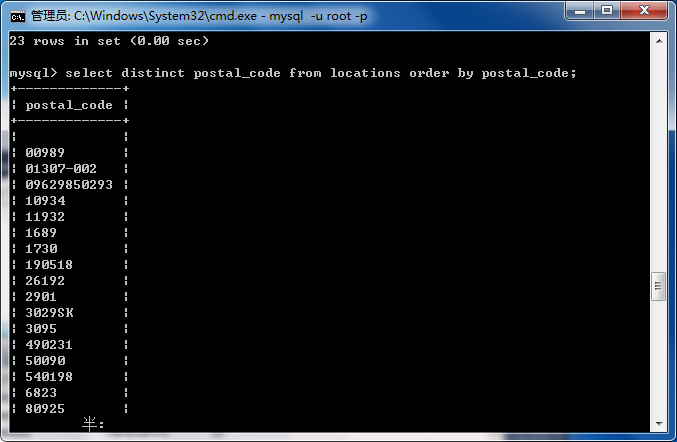 管理员: C:\Windows\System32\cmd.exe - mysql  -u root -p
23 rows in set (0.00 sec)
mysql> select distinct postal_code from locations order by postal_code;
+-------------+
¦ postal_code ¦
+-------------+
¦             ¦
¦ 00989       ¦
¦ 01307-002   ¦
¦ 09629850293 ¦
¦ 10934       ¦
¦ 11932       ¦
¦ 1689        ¦
¦ 1730        ¦
¦ 190518      ¦
¦ 26192       ¦
¦ 2901        ¦
¦ 3029SK      ¦
¦ 3095        ¦
¦ 490231      ¦
¦ 50090       ¦
¦ 540198      ¦
¦ 6823        ¦
¦ 80925       ¦
半: